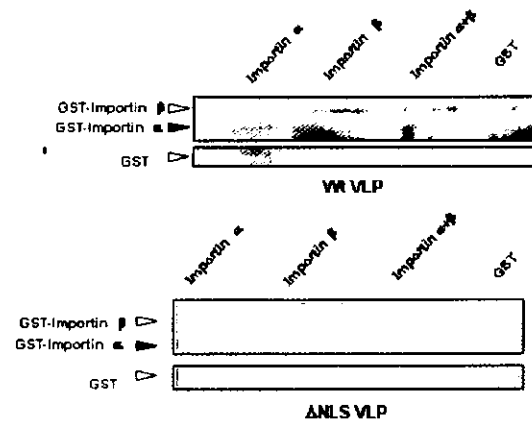 Importin α Importin β Importin α+β GST
GST-Importin β
GST-Importin α
GST
Wt VLP
Importin α Importin β Importin α+β GST
GST-Importin β
GST-Importin α
GST
ΔNLS VLP